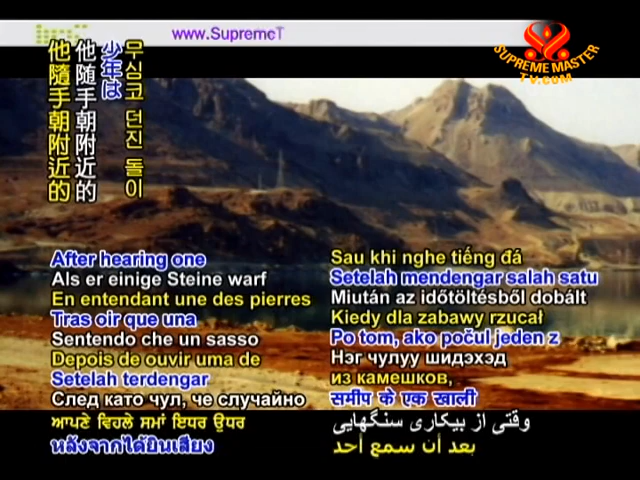 www.SupremeT
SUPREME MASTER
TV.COM
무심코 던진 돌이
少年は
他隨手朝附近的
他隨手朝附近的
After hearing one
Als er einige Steine warf
En entendant une des pierres
Tras oir que una
Sentendo che un sasso
Depois de ouvir uma de
Setelah terdengar
След като чул, че случайно
ਆਪਣੇ ਵਿਹਲੇ ਸਮਾਂ ਇਧਰ ਉਧਰ
หลังจากได้ยินเสียง
Sau khi nghe tiếng đá
Setelah mendengar salah satu
Miután az időtöltésből dobált
Kiedy dla zabawy rzucał
Po tom, ako počul jeden z
Нэг чулуу шидэхэд
из камешков,
समीप के एक खाली
وقتی از بیکاری سنگهایی
بعد أن سمع أحد